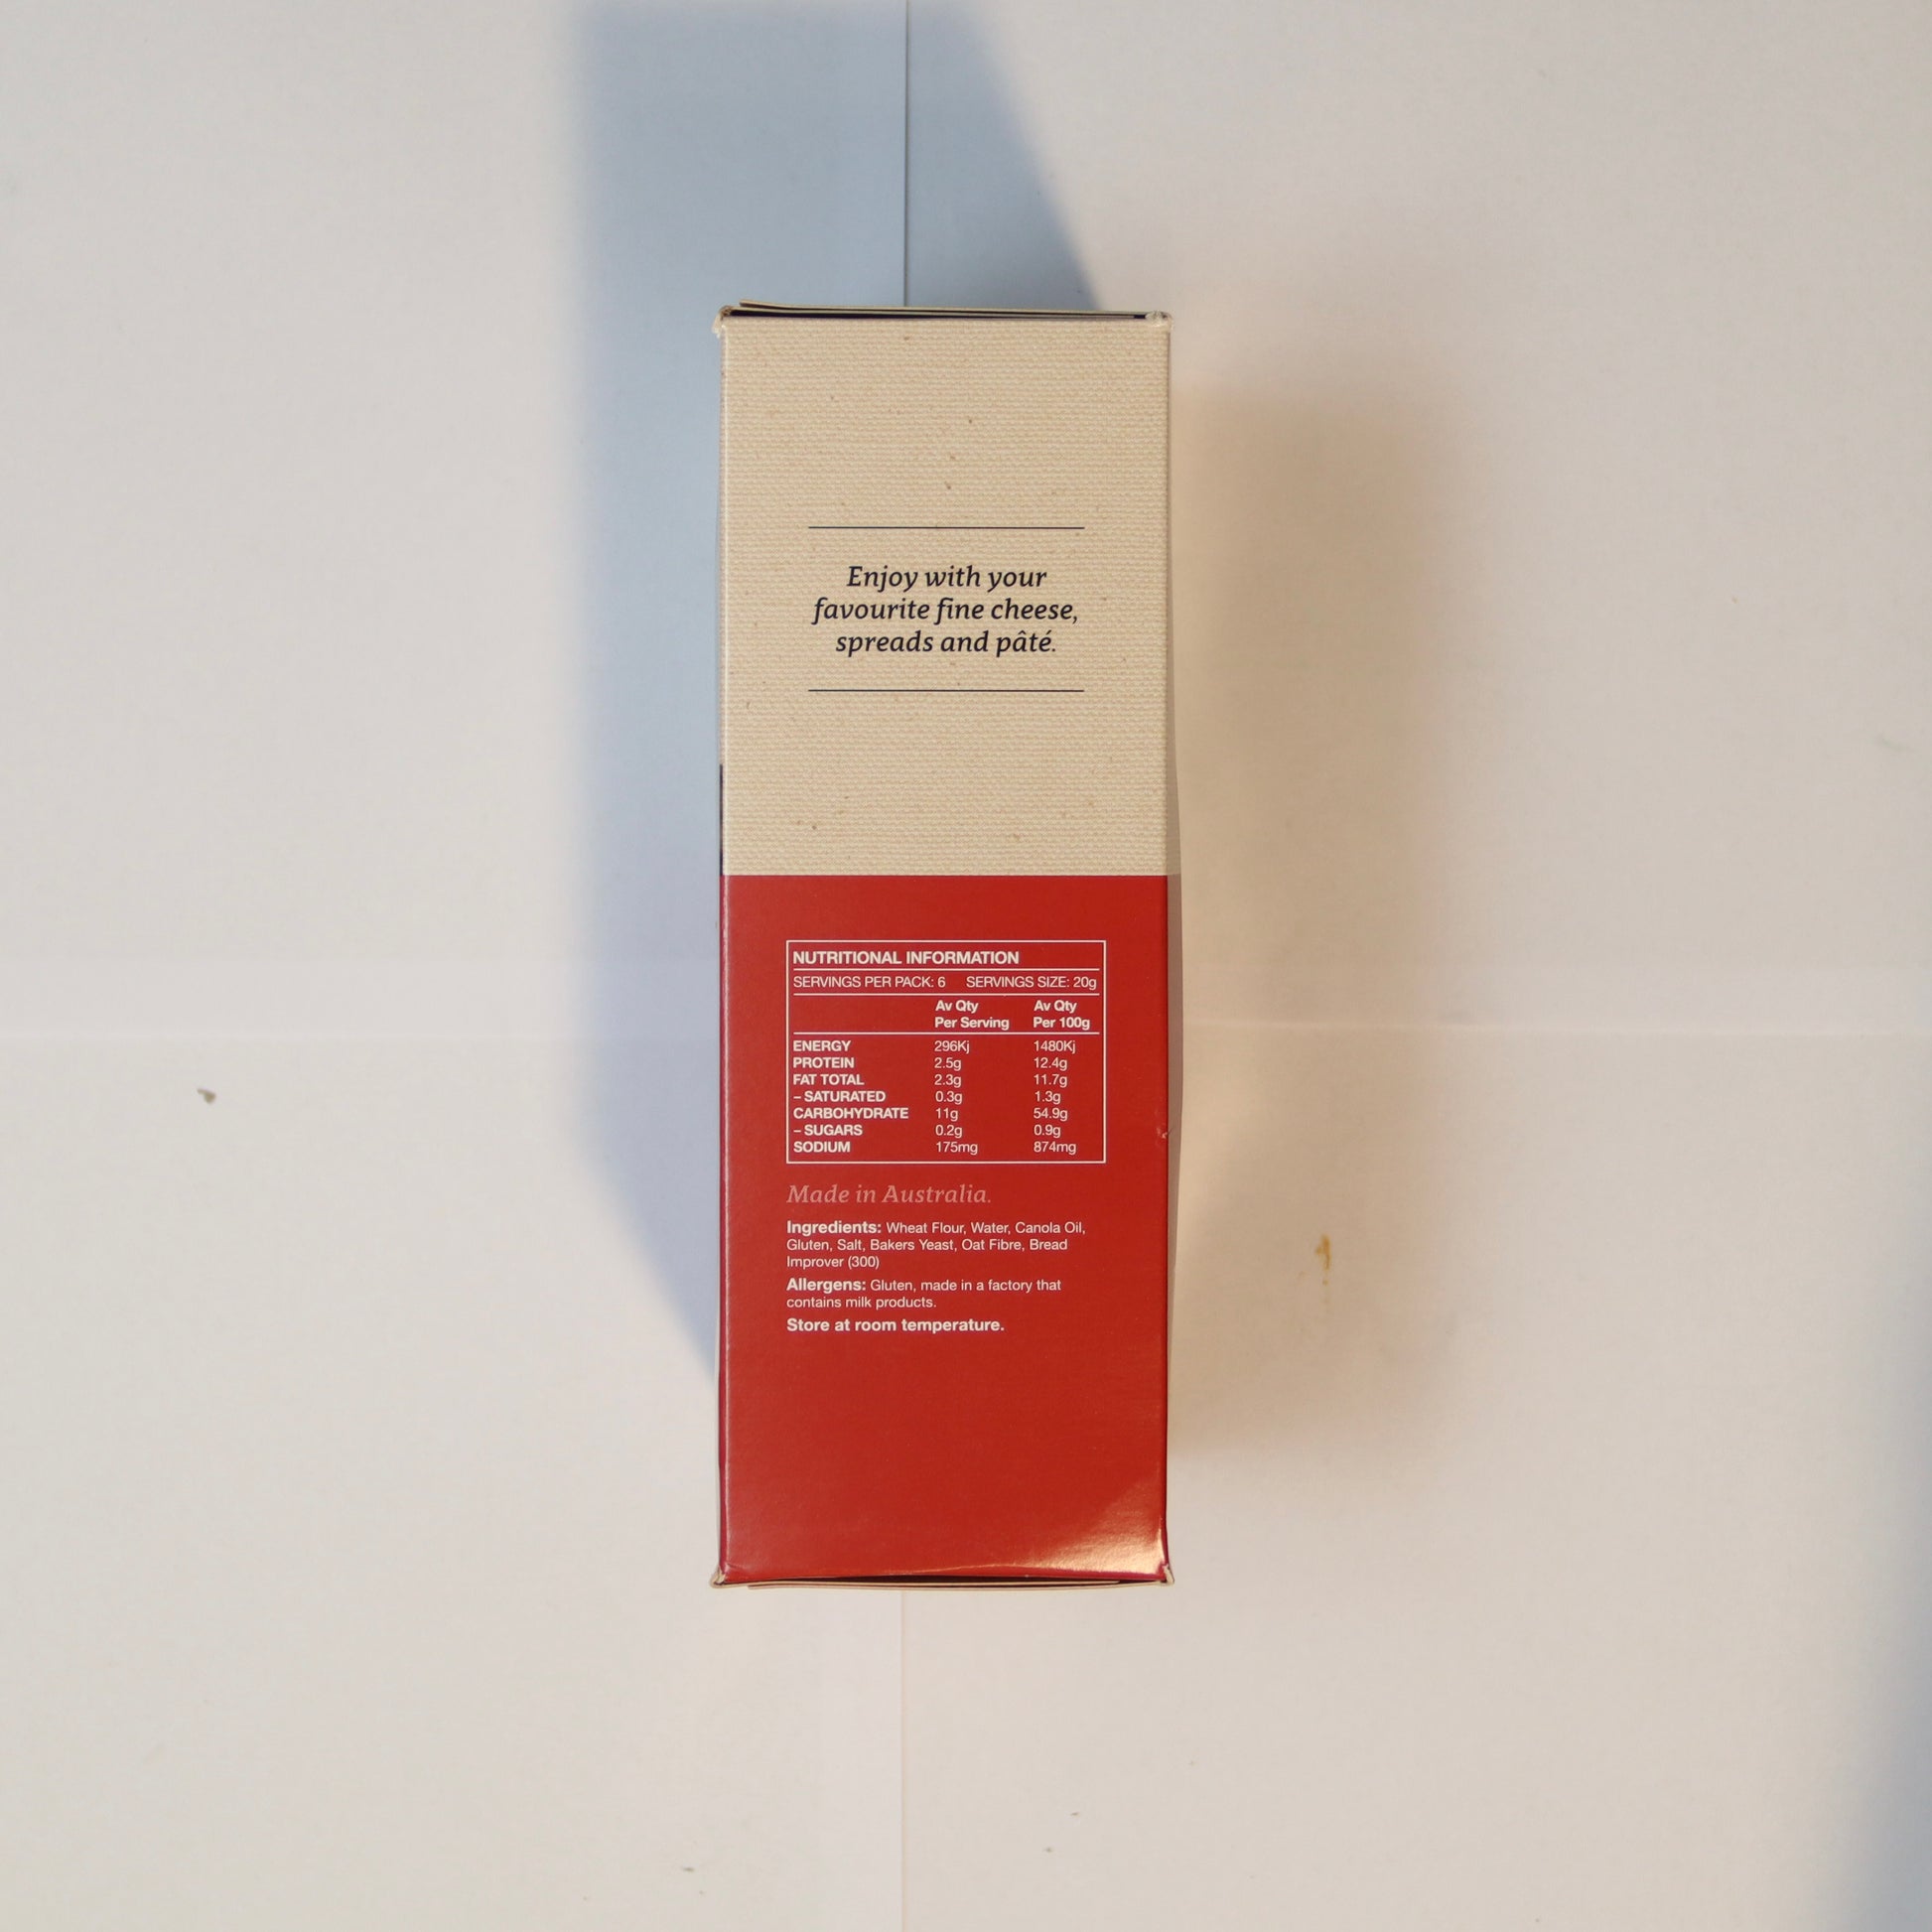 Enjoy with your
favourite fine cheese,
spreads and pâté.
NUTRITIONAL INFORMATION
SERVINGS PER PACK: 6 SERVINGS SIZE: 20g
Av Qty Av Qty
Per Serving Per 100g
ENERGY 296Kj 1480Kj
PROTEIN 2.5g 12.4g
FAT TOTAL 2.3g 11.7g
– SATURATED 0.3g 1.3g
CARBOHYDRATE 11g 54.9g
– SUGARS 0.2g 0.9g
SODIUM 175mg 874mg
Made in Australia.
Ingredients: Wheat Flour, Water, Canola Oil,
Gluten, Salt, Bakers Yeast, Oat Fibre, Bread
Improver (300)
Allergens: Gluten, made in a factory that
contains milk products.
Store at room temperature.